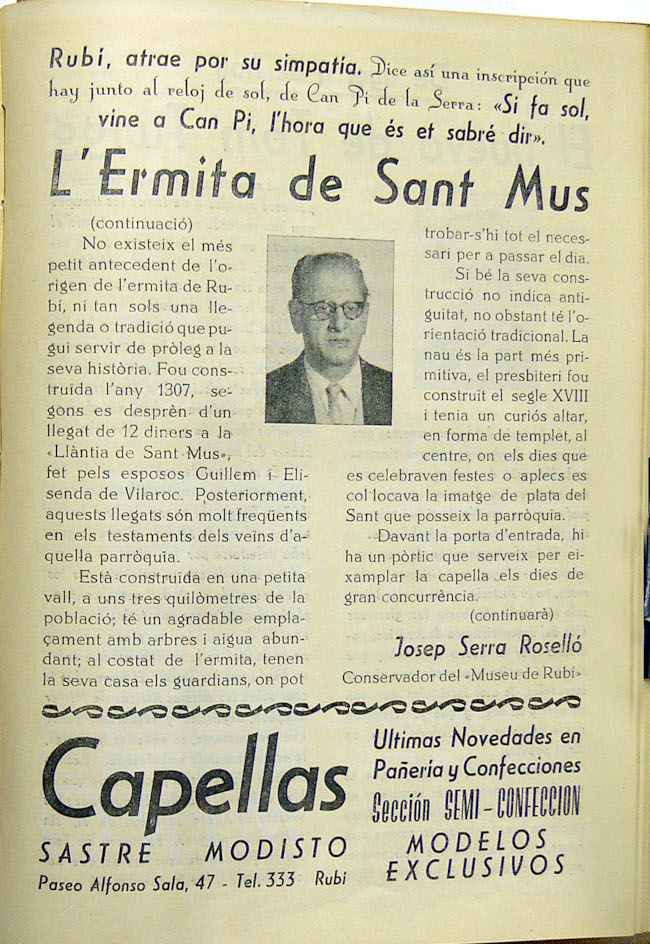 Rubí, atrae por su simpatía. Dice así una inscripción que
hay junto al reloj de sol, de Can Pi de la Serra: «Si fa sol,
vine a Can Pi, l'hora que és et sabré dir».
L'Ermita de Sant Mus
(continuació)
No existeix el més
petit antecedent de l'o-
rigen de l'ermita de Ru-
bí, ni tan sols una lle-
genda o tradició que pu-
gui servir de pròleg a la
seva història. Fou cons-
truïda l'any 1307, se-
gons es desprèn d'un
llegat de 12 diners a la
«Llàntia de Sant Mus»,
fet pels esposos Guillem i Eli-
senda de Vilaroc. Posteriorment,
aquests llegats són molt freqüents
en els testaments dels veïns d'a-
quella parròquia.
Està construïda en una petita
vall, a uns tres quilòmetres de la
població; té un agradable empla-
çament amb arbres i aigua abun-
dant; al costat de l'ermita, tenen
la seva casa els guardians, on pot
trobar-s'hi tot el neces-
sari per a passar el dia.
Si bé la seva cons-
trucció no indica anti-
guitat, no obstant té l'o-
rientació tradicional. La
nau és la part més pri-
mitiva, el presbiteri fou
construït el segle XVIII
i tenia un curiós altar,
en forma de templet, al
centre, on els dies que
es celebraven festes o aplecs es
col·locava la imatge de plata del
Sant que posseix la parròquia.
Davant la porta d'entrada, hi
ha un pòrtic que serveix per ei-
xamplar la capella els dies de
gran concurrència.
(continuarà)
Josep Serra Roselló
Conservador del «Museu de Rubí»
Capellas
SASTRE MODISTO
Paseo Alfonso Sala, 47 - Tel. 333 Rubí
Ultimas Novedades en
Pañería y Confecciones
Sección SEMI-CONFECCION
MODELOS
EXCLUSIVOS